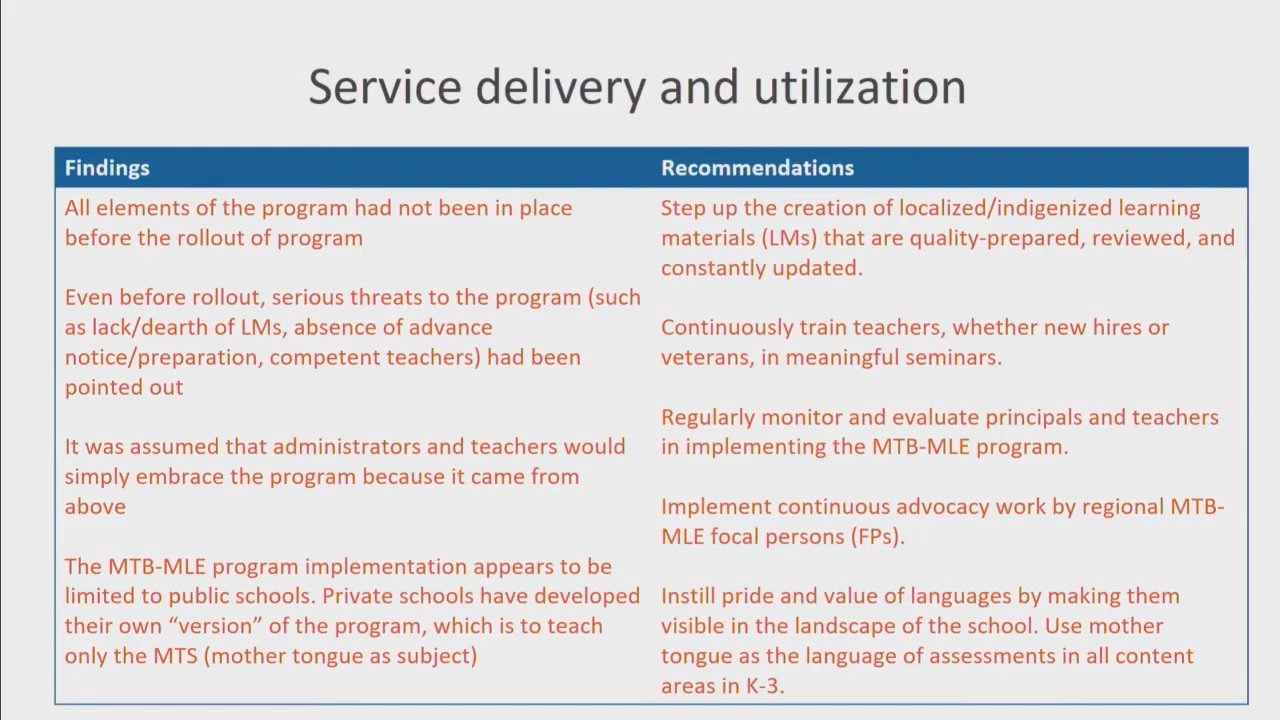 Service delivery and utilization
Findings
All elements of the program had not been in place
before the rollout of program
Even before rollout, serious threats to the program (such
as lack/dearth of LMs, absence of advance
notice/preparation, competent teachers) had been
pointed out
It was assumed that administrators and teachers would
simply embrace the program because it came from
above
The MTB-MLE program implementation appears to be
limited to public schools. Private schools have developed
their own “version” of the program, which is to teach
only the MTS (mother tongue as subject)
Recommendations
Step up the creation of localized/indigenized learning
materials (LMs) that are quality-prepared, reviewed, and
constantly updated.
Continuously train teachers, whether new hires or
veterans, in meaningful seminars.
Regularly monitor and evaluate principals and teachers
in implementing the MTB-MLE program.
Implement continuous advocacy work by regional MTB-
MLE focal persons (FPs).
Instill pride and value of languages by making them
visible in the landscape of the school. Use mother
tongue as the language of assessments in all content
areas in K-3.